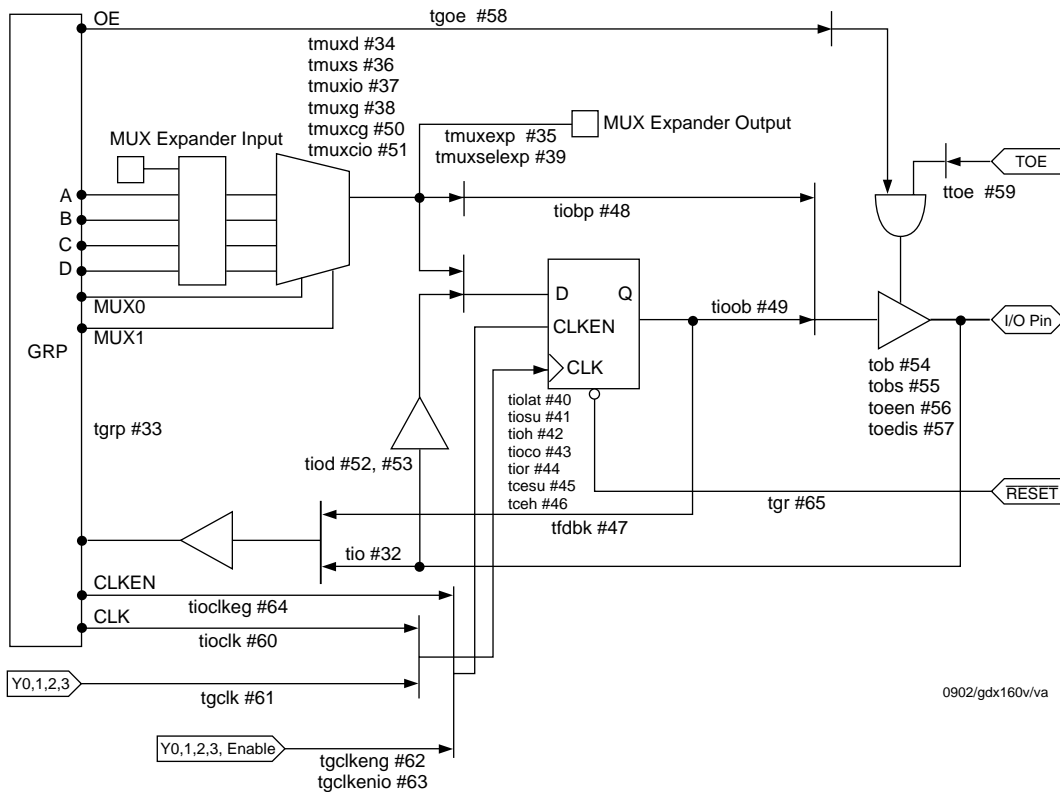 OE
tgoe #58
tmuxd #34
tmuxs #36
tmuxio #37
tmuxg #38
tmuxcg #50
tmuxcio #51
MUX Expander Input
tmuxexp #35
tmuxselexp #39
MUX Expander Output
TOE
ttoe #59
A
B
C
D
MUX0
MUX1
GRP
tiobp #48
D Q
CLKEN
CLK
tioob #49
I/O Pin
tob #54
tobs #55
toeen #56
toedis #57
tgrp #33
tiod #52, #53
tiolat #40
tiosu #41
tioh #42
tioco #43
tior #44
tcesu #45
tceh #46
RESET
tgr #65
tfdbk #47
tio #32
CLKEN
tioclkeg #64
CLK
tioclk #60
Y0,1,2,3
tgclk #61
Y0,1,2,3, Enable
tgclkeng #62
tgclkenio #63
0902/gdx160v/va